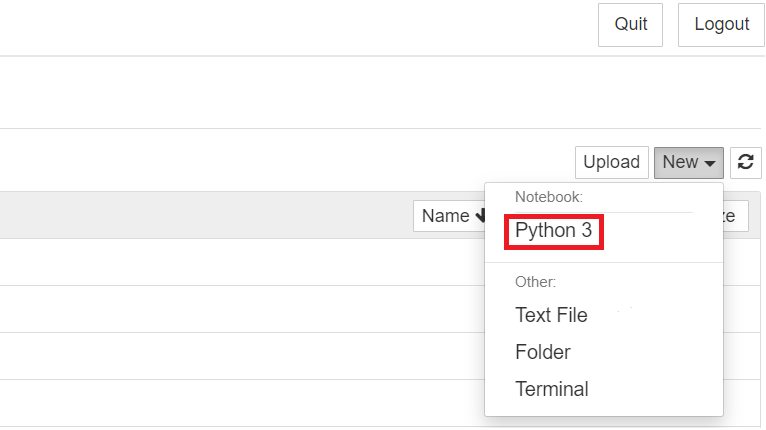 Quit Logout
Upload New
Notebook:
Name
Python 3
Other:
Text File
Folder
Terminal